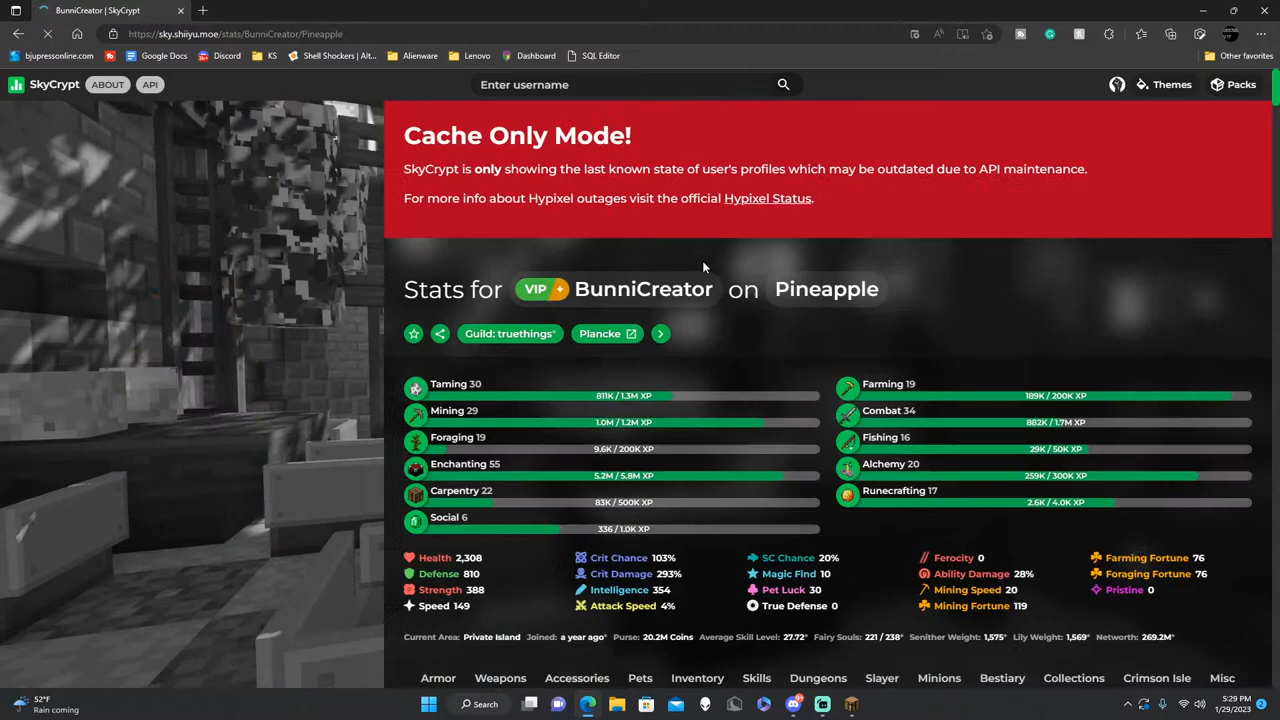 BunniCreator | SkyCrypt
https://sky.shiiyu.moe/stats/BunniCreator/Pineapple
bjupressonline.com
Google Docs
Discord
KS
Shell Shockers | Alt...
Alienware
Lenovo
Dashboard
SQL Editor
Other favorites
SkyCrypt
ABOUT
API
Enter username
Themes
Packs
Cache Only Mode!
SkyCrypt is only showing the last known state of user's profiles which may be outdated due to API maintenance.
For more info about Hypixel outages visit the official Hypixel Status.
Stats for VIP+ BunniCreator on Pineapple
Guild: truethings*
Plancke
Taming 30
811K / 1.3M XP
Farming 19
189K / 200K XP
Mining 29
1.0M / 1.2M XP
Combat 34
882K / 1.7M XP
Foraging 19
9.6K / 200K XP
Fishing 16
29K / 50K XP
Enchanting 55
5.2M / 5.8M XP
Alchemy 20
259K / 300K XP
Carpentry 22
83K / 500K XP
Runecrafting 17
2.6K / 4.0K XP
Social 6
336 / 1.0K XP
Health 2,308
Crit Chance 103%
SC Chance 20%
Ferocity 0
Farming Fortune 76
Defense 810
Crit Damage 293%
Magic Find 10
Ability Damage 28%
Foraging Fortune 76
Strength 388
Intelligence 354
Pet Luck 30
Mining Speed 20
Pristine 0
Speed 149
Attack Speed 4%
True Defense 0
Mining Fortune 119
Current Area: Private Island Joined: a year ago* Purse: 20.2M Coins Average Skill Level: 27.72* Fairy Souls: 221 / 238* Senither Weight: 1,575* Lily Weight: 1,569* Networth: 269.2M*
Armor Weapons Accessories Pets Inventory Skills Dungeons Slayer Minions Bestiary Collections Crimson Isle Misc
52°F
Rain coming
Search
5:29 PM
1/29/2023